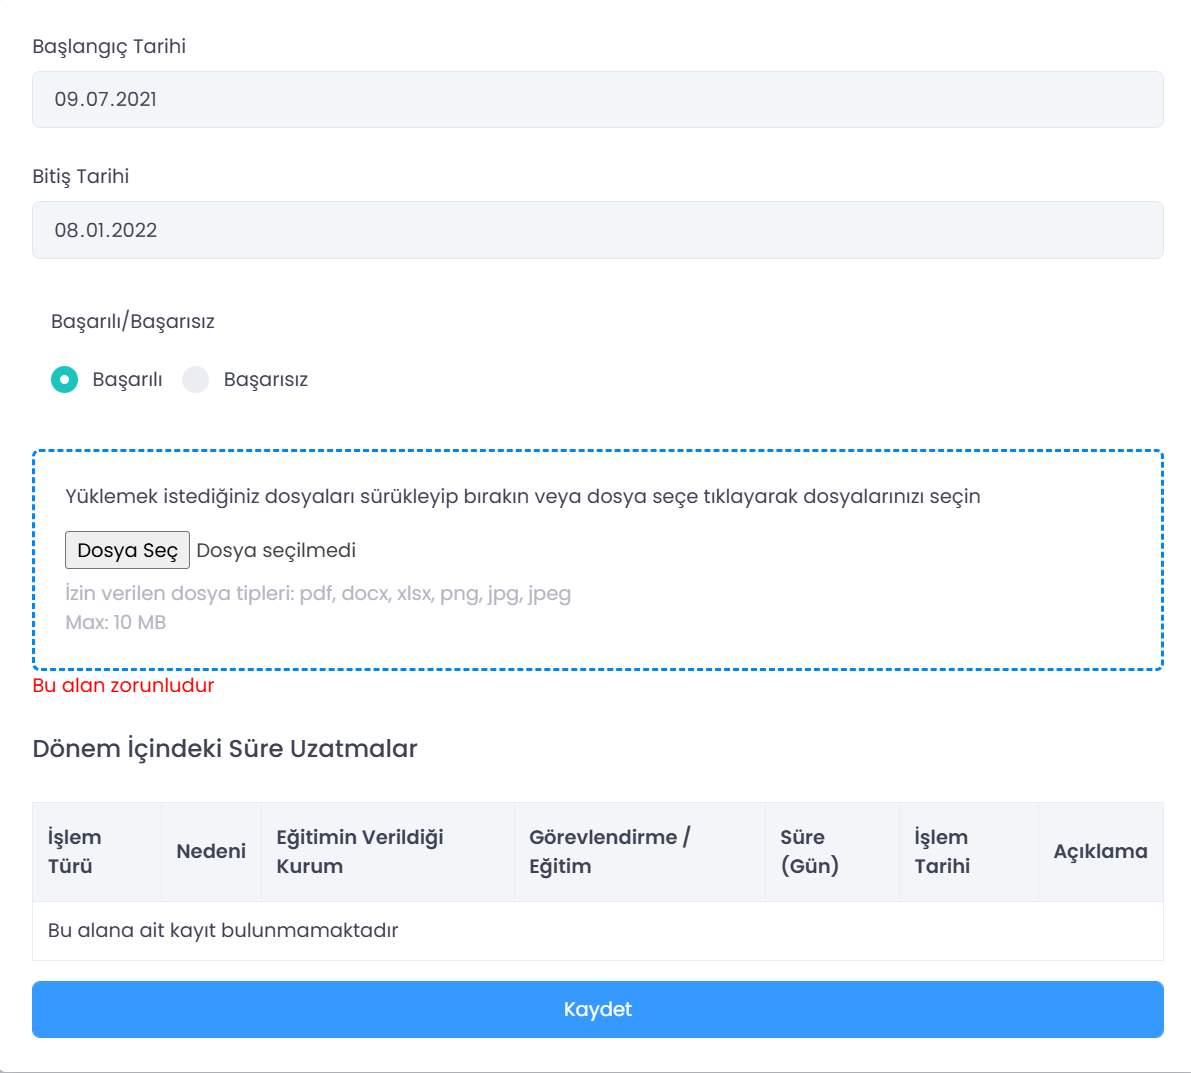 Başlangıç Tarihi
09.07.2021
Bitiş Tarihi
08.01.2022
Başarılı/Başarısız
Başarılı Başarısız
Yüklemek istediğiniz dosyaları sürükleyip bırakın veya dosya seçe tıklayarak dosyalarınızı seçin
Dosya Seç Dosya seçilmedi
İzin verilen dosya tipleri: pdf, docx, xlsx, png, jpg, jpeg
Max: 10 MB
Bu alan zorunludur
Dönem İçindeki Süre Uzatmalar
İşlem
Türü
Nedeni
Eğitimin Verildiği
Kurum
Görevlendirme /
Eğitim
Süre
(Gün)
İşlem
Tarihi
Açıklama
Bu alana ait kayıt bulunmamaktadır
Kaydet